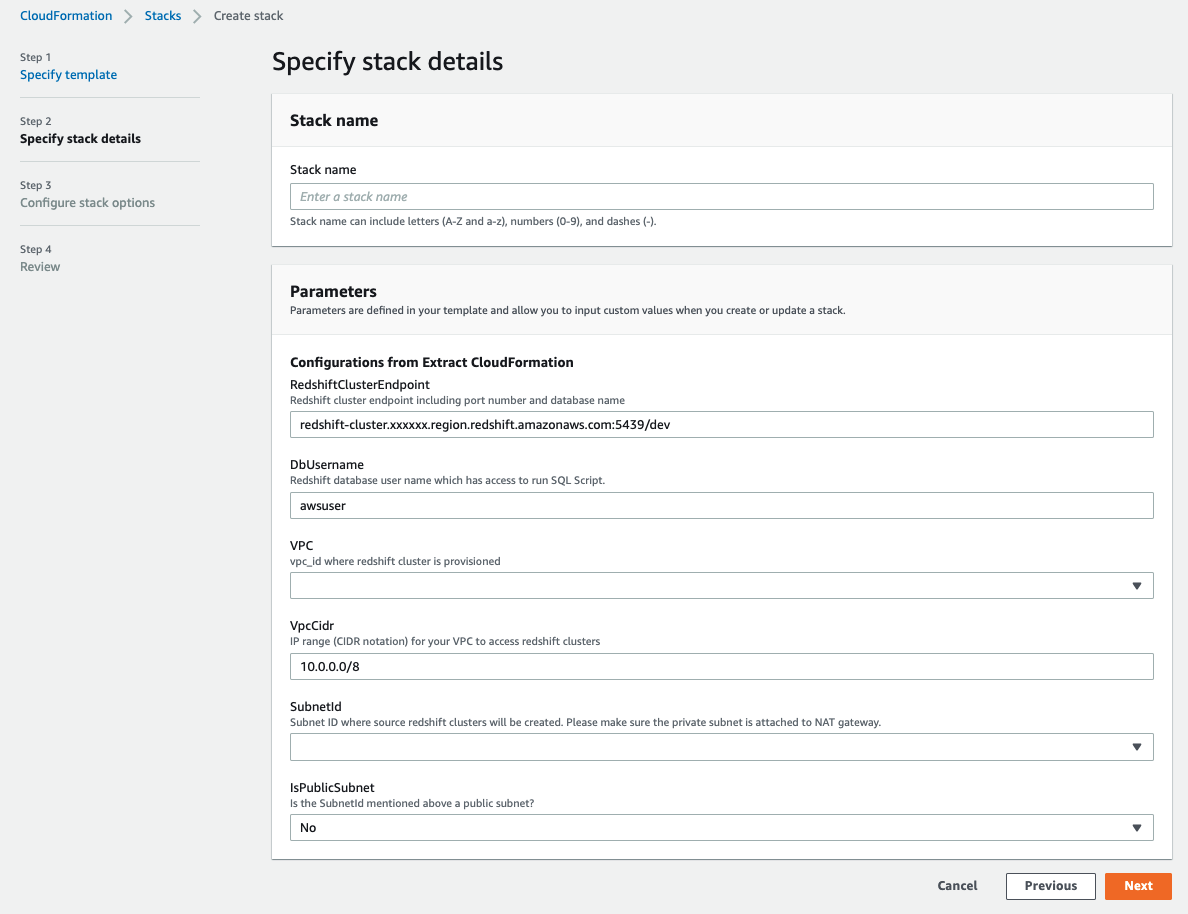 CloudFormation > Stacks > Create stack
Step 1
Specify template
Step 2
Specify stack details
Step 3
Configure stack options
Step 4
Review
Specify stack details
Stack name
Stack name
Enter a stack name
Stack name can include letters (A-Z and a-z), numbers (0-9), and dashes (-).
Parameters
Parameters are defined in your template and allow you to input custom values when you create or update a stack.
Configurations from Extract CloudFormation
RedshiftClusterEndpoint
Redshift cluster endpoint including port number and database name
redshift-cluster.xxxxxx.region.redshift.amazonaws.com:5439/dev
DbUsername
Redshift database user name which has access to run SQL Script.
awsuser
VPC
vpc_id where redshift cluster is provisioned
VpcCidr
IP range (CIDR notation) for your VPC to access redshift clusters
10.0.0.0/8
SubnetId
Subnet ID where source redshift clusters will be created. Please make sure the private subnet is attached to NAT gateway.
IsPublicSubnet
Is the SubnetId mentioned above a public subnet?
No
Cancel Previous Next